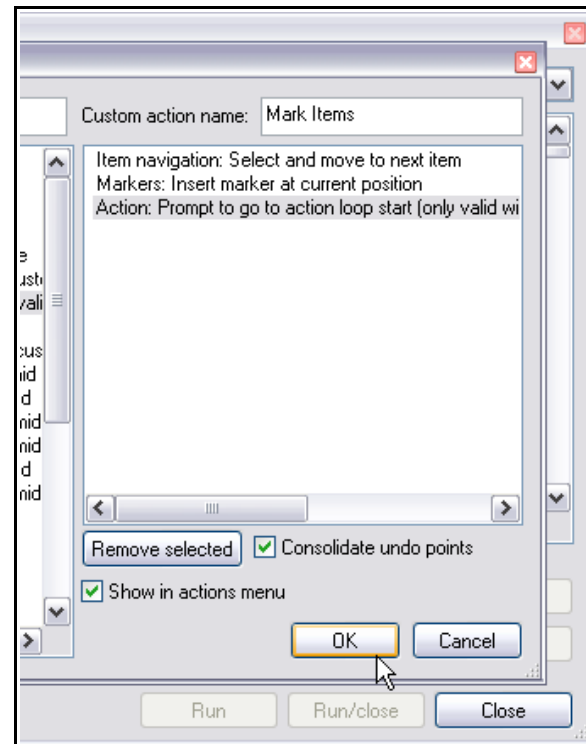 Custom action name: Mark Items
Item navigation: Select and move to next item
Markers: Insert marker at current position
Action: Prompt to go to action loop start (only valid wi
Remove selected Consolidate undo points
Show in actions menu
OK Cancel
Run Run/close Close